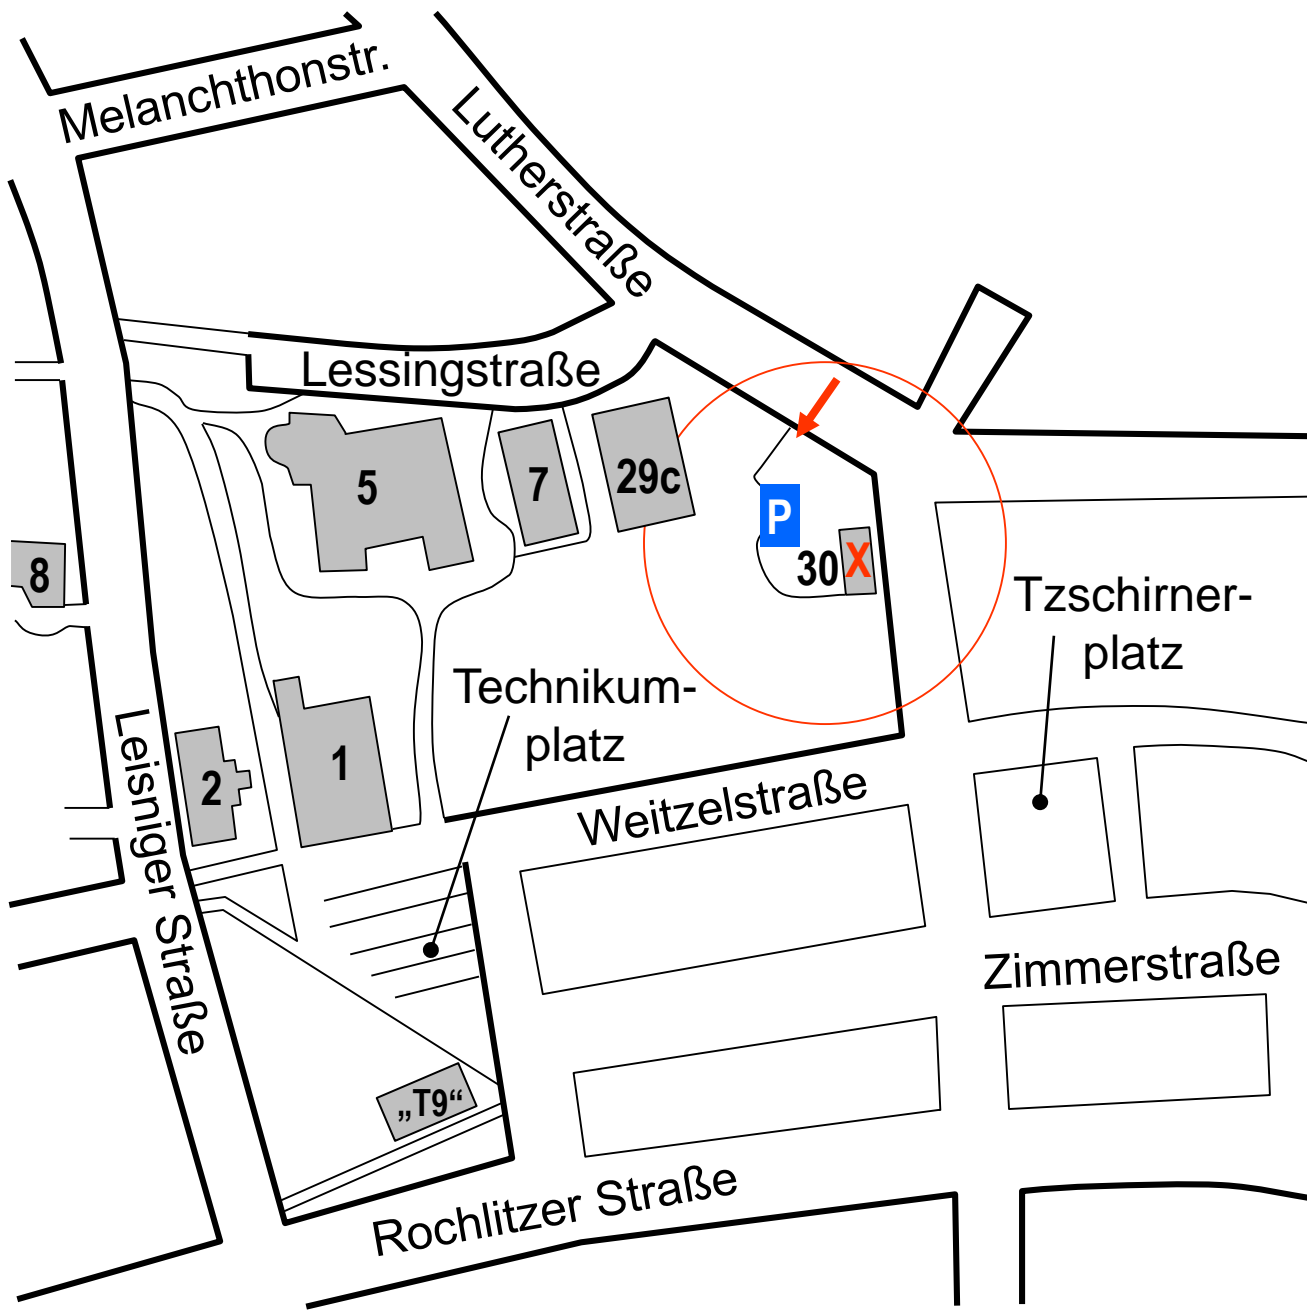 Melanchthonstr.
Lutherstraße
Lessingstraße
5
7
29c
P
30
X
8
Tzschirner-
platz
Technikum-
platz
Leisniger Straße
2
1
Weitzelstraße
Zimmerstraße
„T9“
Rochlitzer Straße